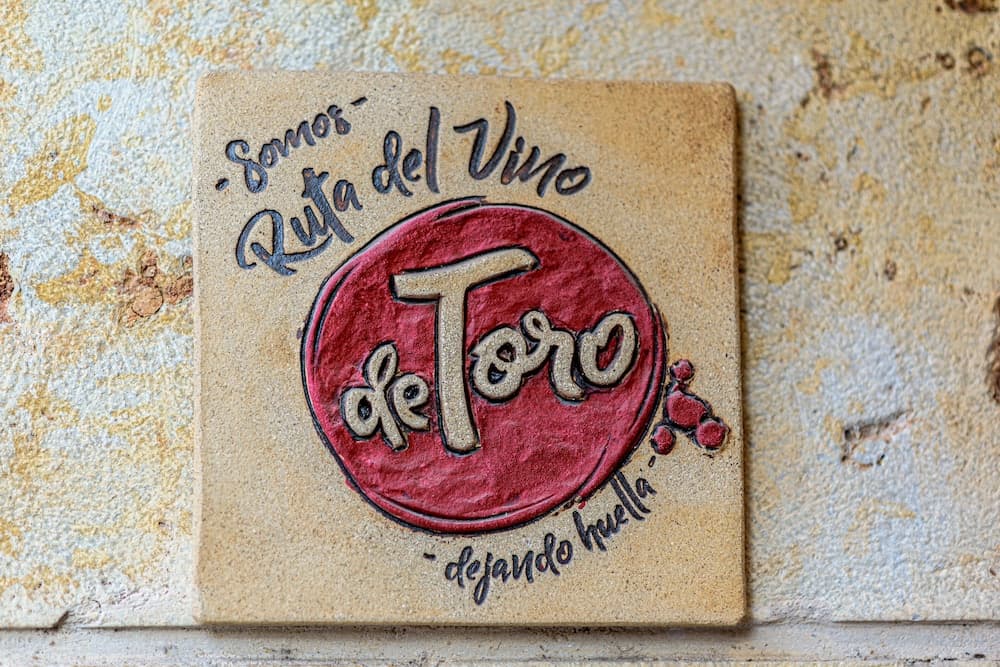 - Somos -
Ruta del Vino
de Toro
- dejando huella -